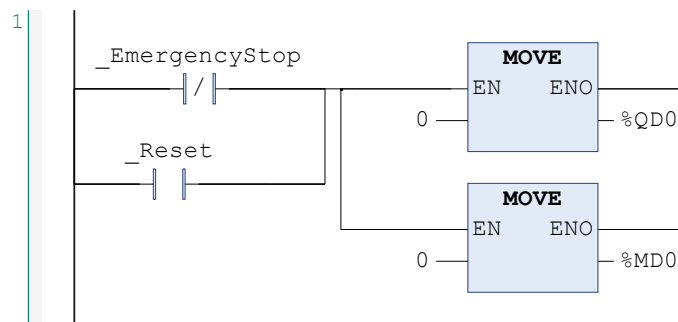 1
_EmergencyStop
/
MOVE
EN ENO
0 %QD0
_Reset
MOVE
EN ENO
0 %MD0